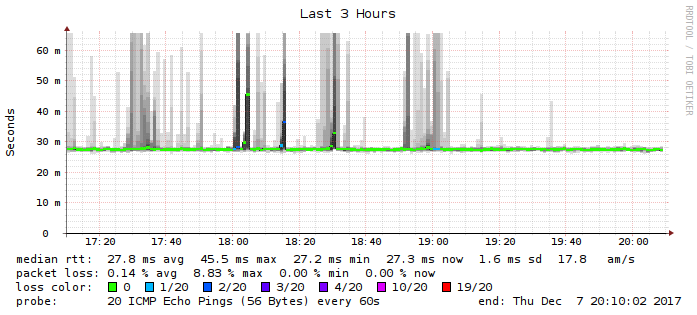 Last 3 Hours
RRDTOOL / TOBI OETIKER
Seconds
60 m
50 m
40 m
30 m
20 m
10 m
0
17:20 17:40 18:00 18:20 18:40 19:00 19:20 19:40 20:00
median rtt: 27.8 ms avg 45.5 ms max 27.2 ms min 27.3 ms now 1.6 ms sd 17.8 am/s
packet loss: 0.14 % avg 8.83 % max 0.00 % min 0.00 % now
loss color: 0 1/20 2/20 3/20 4/20 10/20 19/20
probe: 20 ICMP Echo Pings (56 Bytes) every 60s end: Thu Dec 7 20:10:02 2017